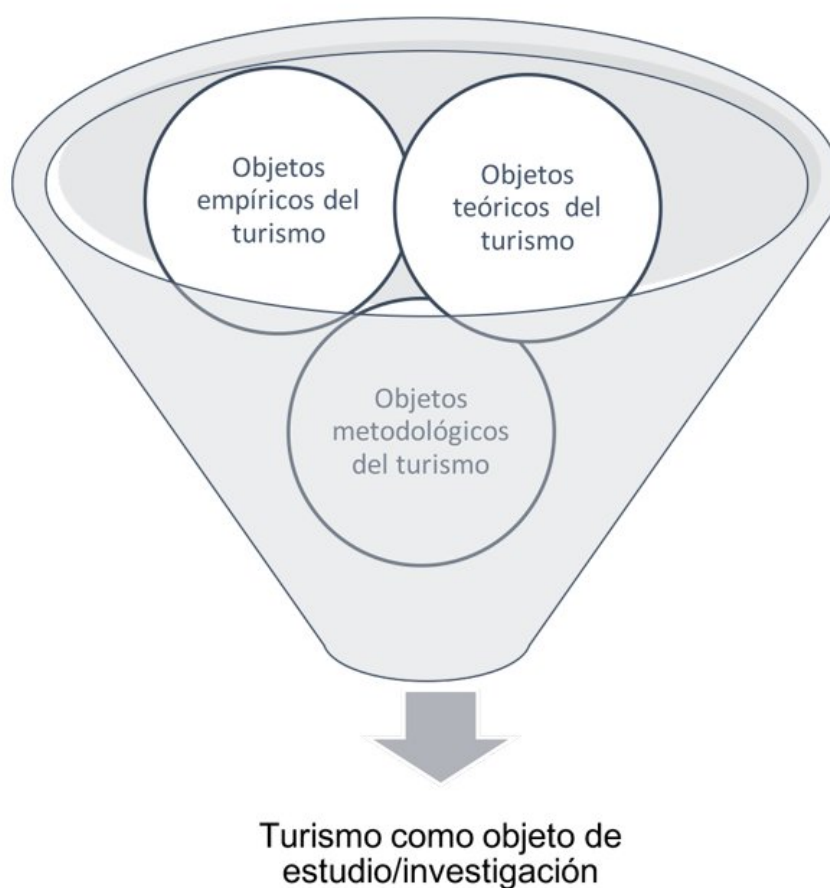 Objetos
empíricos del
turismo
Objetos
teóricos del
turismo
Objetos
metodológicos
del turismo
Turismo como objeto de
estudio/investigación